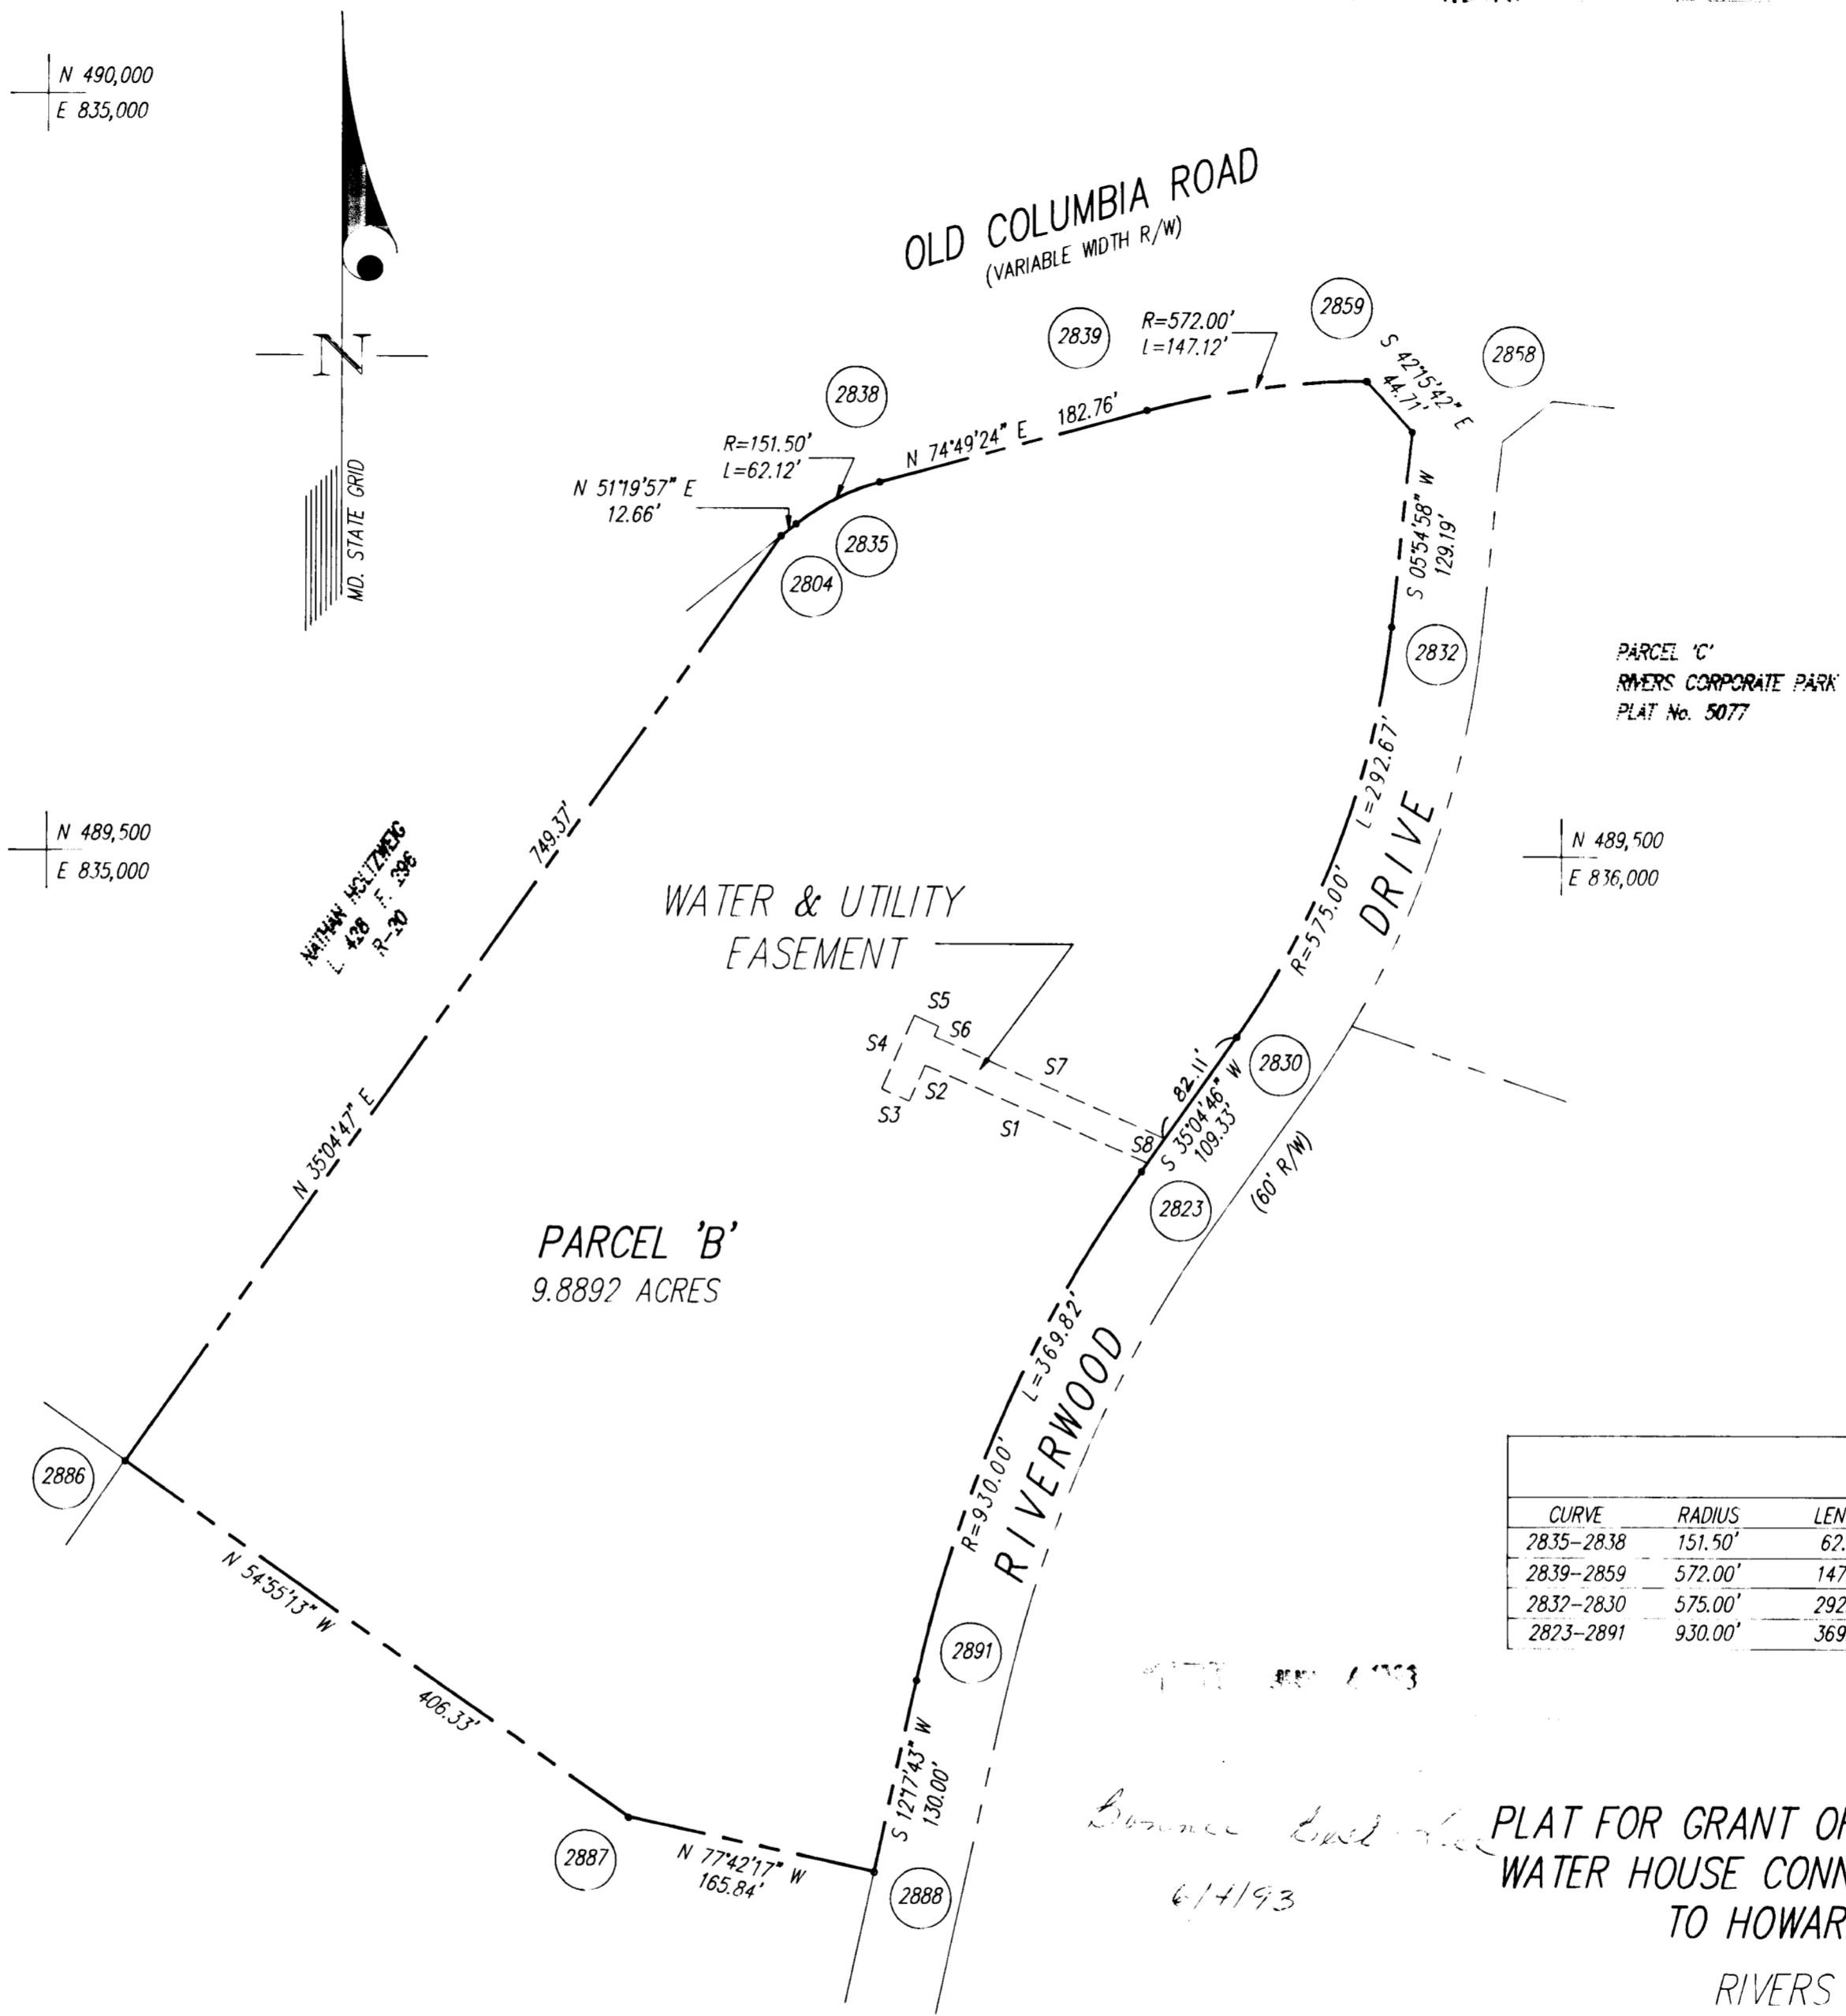 N 490,000
E 835,000
OLD COLUMBIA ROAD
(VARIABLE WIDTH R/W)
N
MD. STATE GRID
2838
2839
R=572.00'
L=147.12'
2859
S 42°15'42" E
44.71'
2858
R=151.50'
L=62.12'
N 74°49'24" E 182.76'
N 51°19'57" E
12.66'
2835
2804
S 05°54'58" W
129.19'
2832
PARCEL 'C'
RIVERS CORPORATE PARK
PLAT No. 5077
N 489,500
E 835,000
NATHAN HOLTZWEIG
L. 428 F. 396
R-20
749.37'
N 35°04'47" E
WATER & UTILITY
EASEMENT
R=575.00' L=292.67'
N 489,500
E 836,000
S5
S6
S4
S7
S2
S3
S1
S8
82.11'
S 35°04'46" W
109.33'
2830
2823
(60' R/W)
PARCEL 'B'
9.8892 ACRES
R=930.00' L=369.82'
RIVERWOOD DRIVE
2886
N 54°55'13" W
406.33'
2891
S 12°17'43" W
130.00'
2887
N 77°42'17" W
165.84'
2888
CURVE RADIUS LEN
2835-2838 151.50' 62.
2839-2859 572.00' 147
2832-2830 575.00' 292
2823-2891 930.00' 369
6/4/93
PLAT FOR GRANT OF
WATER HOUSE CONN
TO HOWAR
RIVERS